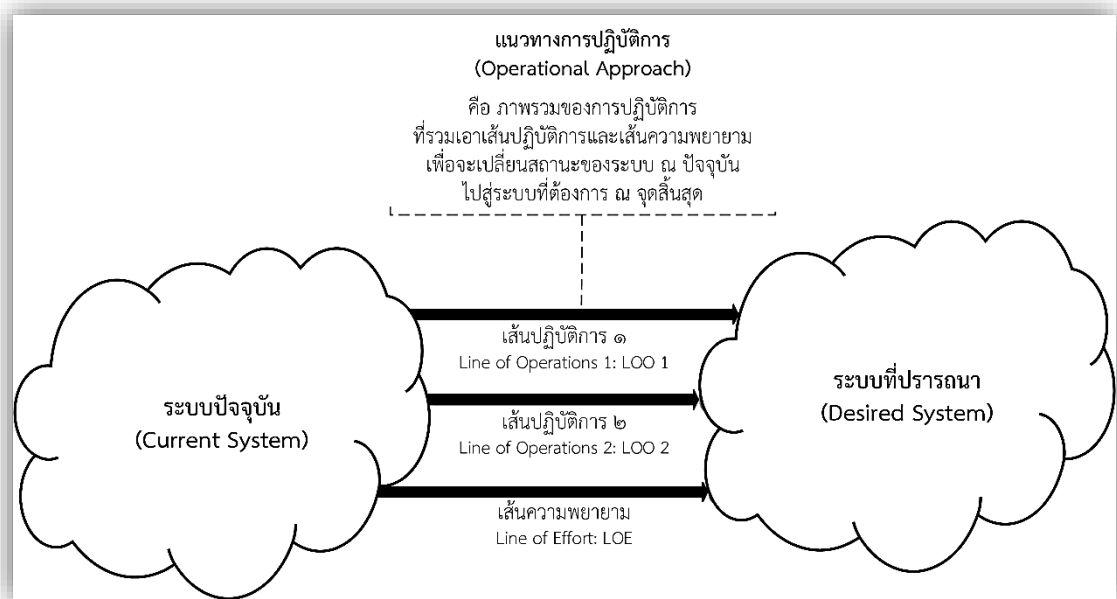 แนวทางการปฏิบัติการ
(Operational Approach)
คือ ภาพรวมของการปฏิบัติการ
ที่รวมเอาเส้นปฏิบัติการและเส้นความพยายาม
เพื่อจะเปลี่ยนสถานะของระบบ ณ ปัจจุบัน
ไปสู่ระบบที่ต้องการ ณ จุดสิ้นสุด
เส้นปฏิบัติการ ๑
Line of Operations 1: LOO 1
ระบบปัจจุบัน
(Current System)
เส้นปฏิบัติการ ๒
Line of Operations 2: LOO 2
ระบบที่ปรารถนา
(Desired System)
เส้นความพยายาม
Line of Effort: LOE